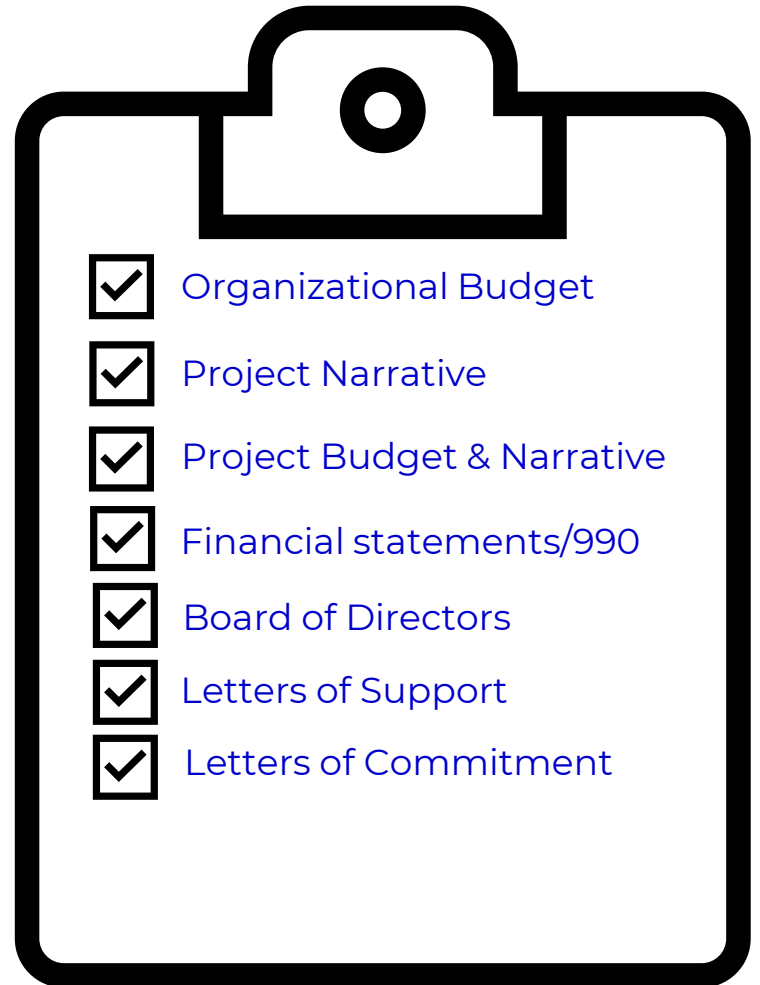 Organizational Budget
Project Narrative
Project Budget & Narrative
Financial statements/990
Board of Directors
Letters of Support
Letters of Commitment